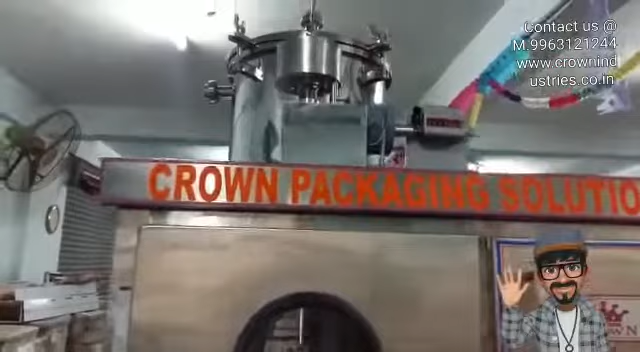 Contact us @
M.9963121244
www.crownind
ustries.co.in
CROWN PACKAGING SOLUTIO